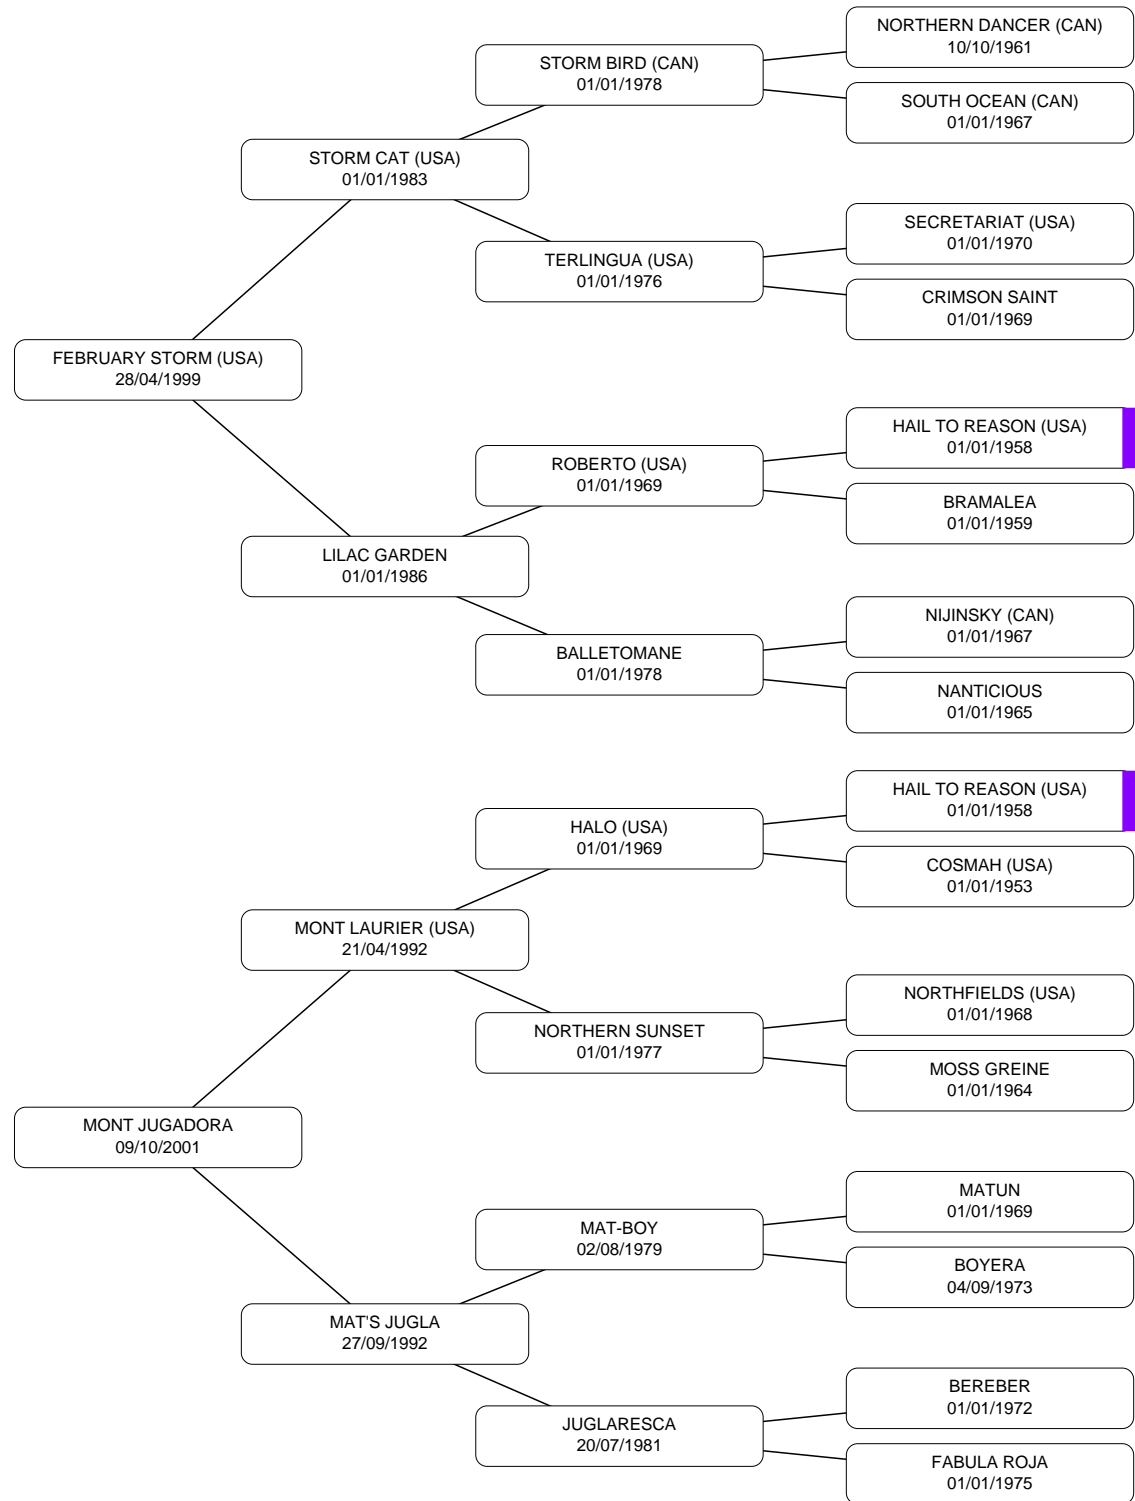 NORTHERN DANCER (CAN)
10/10/1961
STORM BIRD (CAN)
01/01/1978
SOUTH OCEAN (CAN)
01/01/1967
STORM CAT (USA)
01/01/1983
SECRETARIAT (USA)
01/01/1970
TERLINGUA (USA)
01/01/1976
CRIMSON SAINT
01/01/1969
FEBRUARY STORM (USA)
28/04/1999
HAIL TO REASON (USA)
01/01/1958
ROBERTO (USA)
01/01/1969
BRAMALEA
01/01/1959
LILAC GARDEN
01/01/1986
NIJINSKY (CAN)
01/01/1967
BALLETOMANE
01/01/1978
NANTICIOUS
01/01/1965
HAIL TO REASON (USA)
01/01/1958
HALO (USA)
01/01/1969
COSMAH (USA)
01/01/1953
MONT LAURIER (USA)
21/04/1992
NORTHFIELDS (USA)
01/01/1968
NORTHERN SUNSET
01/01/1977
MOSS GREINE
01/01/1964
MONT JUGADORA
09/10/2001
MATUN
01/01/1969
MAT-BOY
02/08/1979
BOYERA
04/09/1973
MAT'S JUGLA
27/09/1992
BEREBER
01/01/1972
JUGLARESCA
20/07/1981
FABULA ROJA
01/01/1975